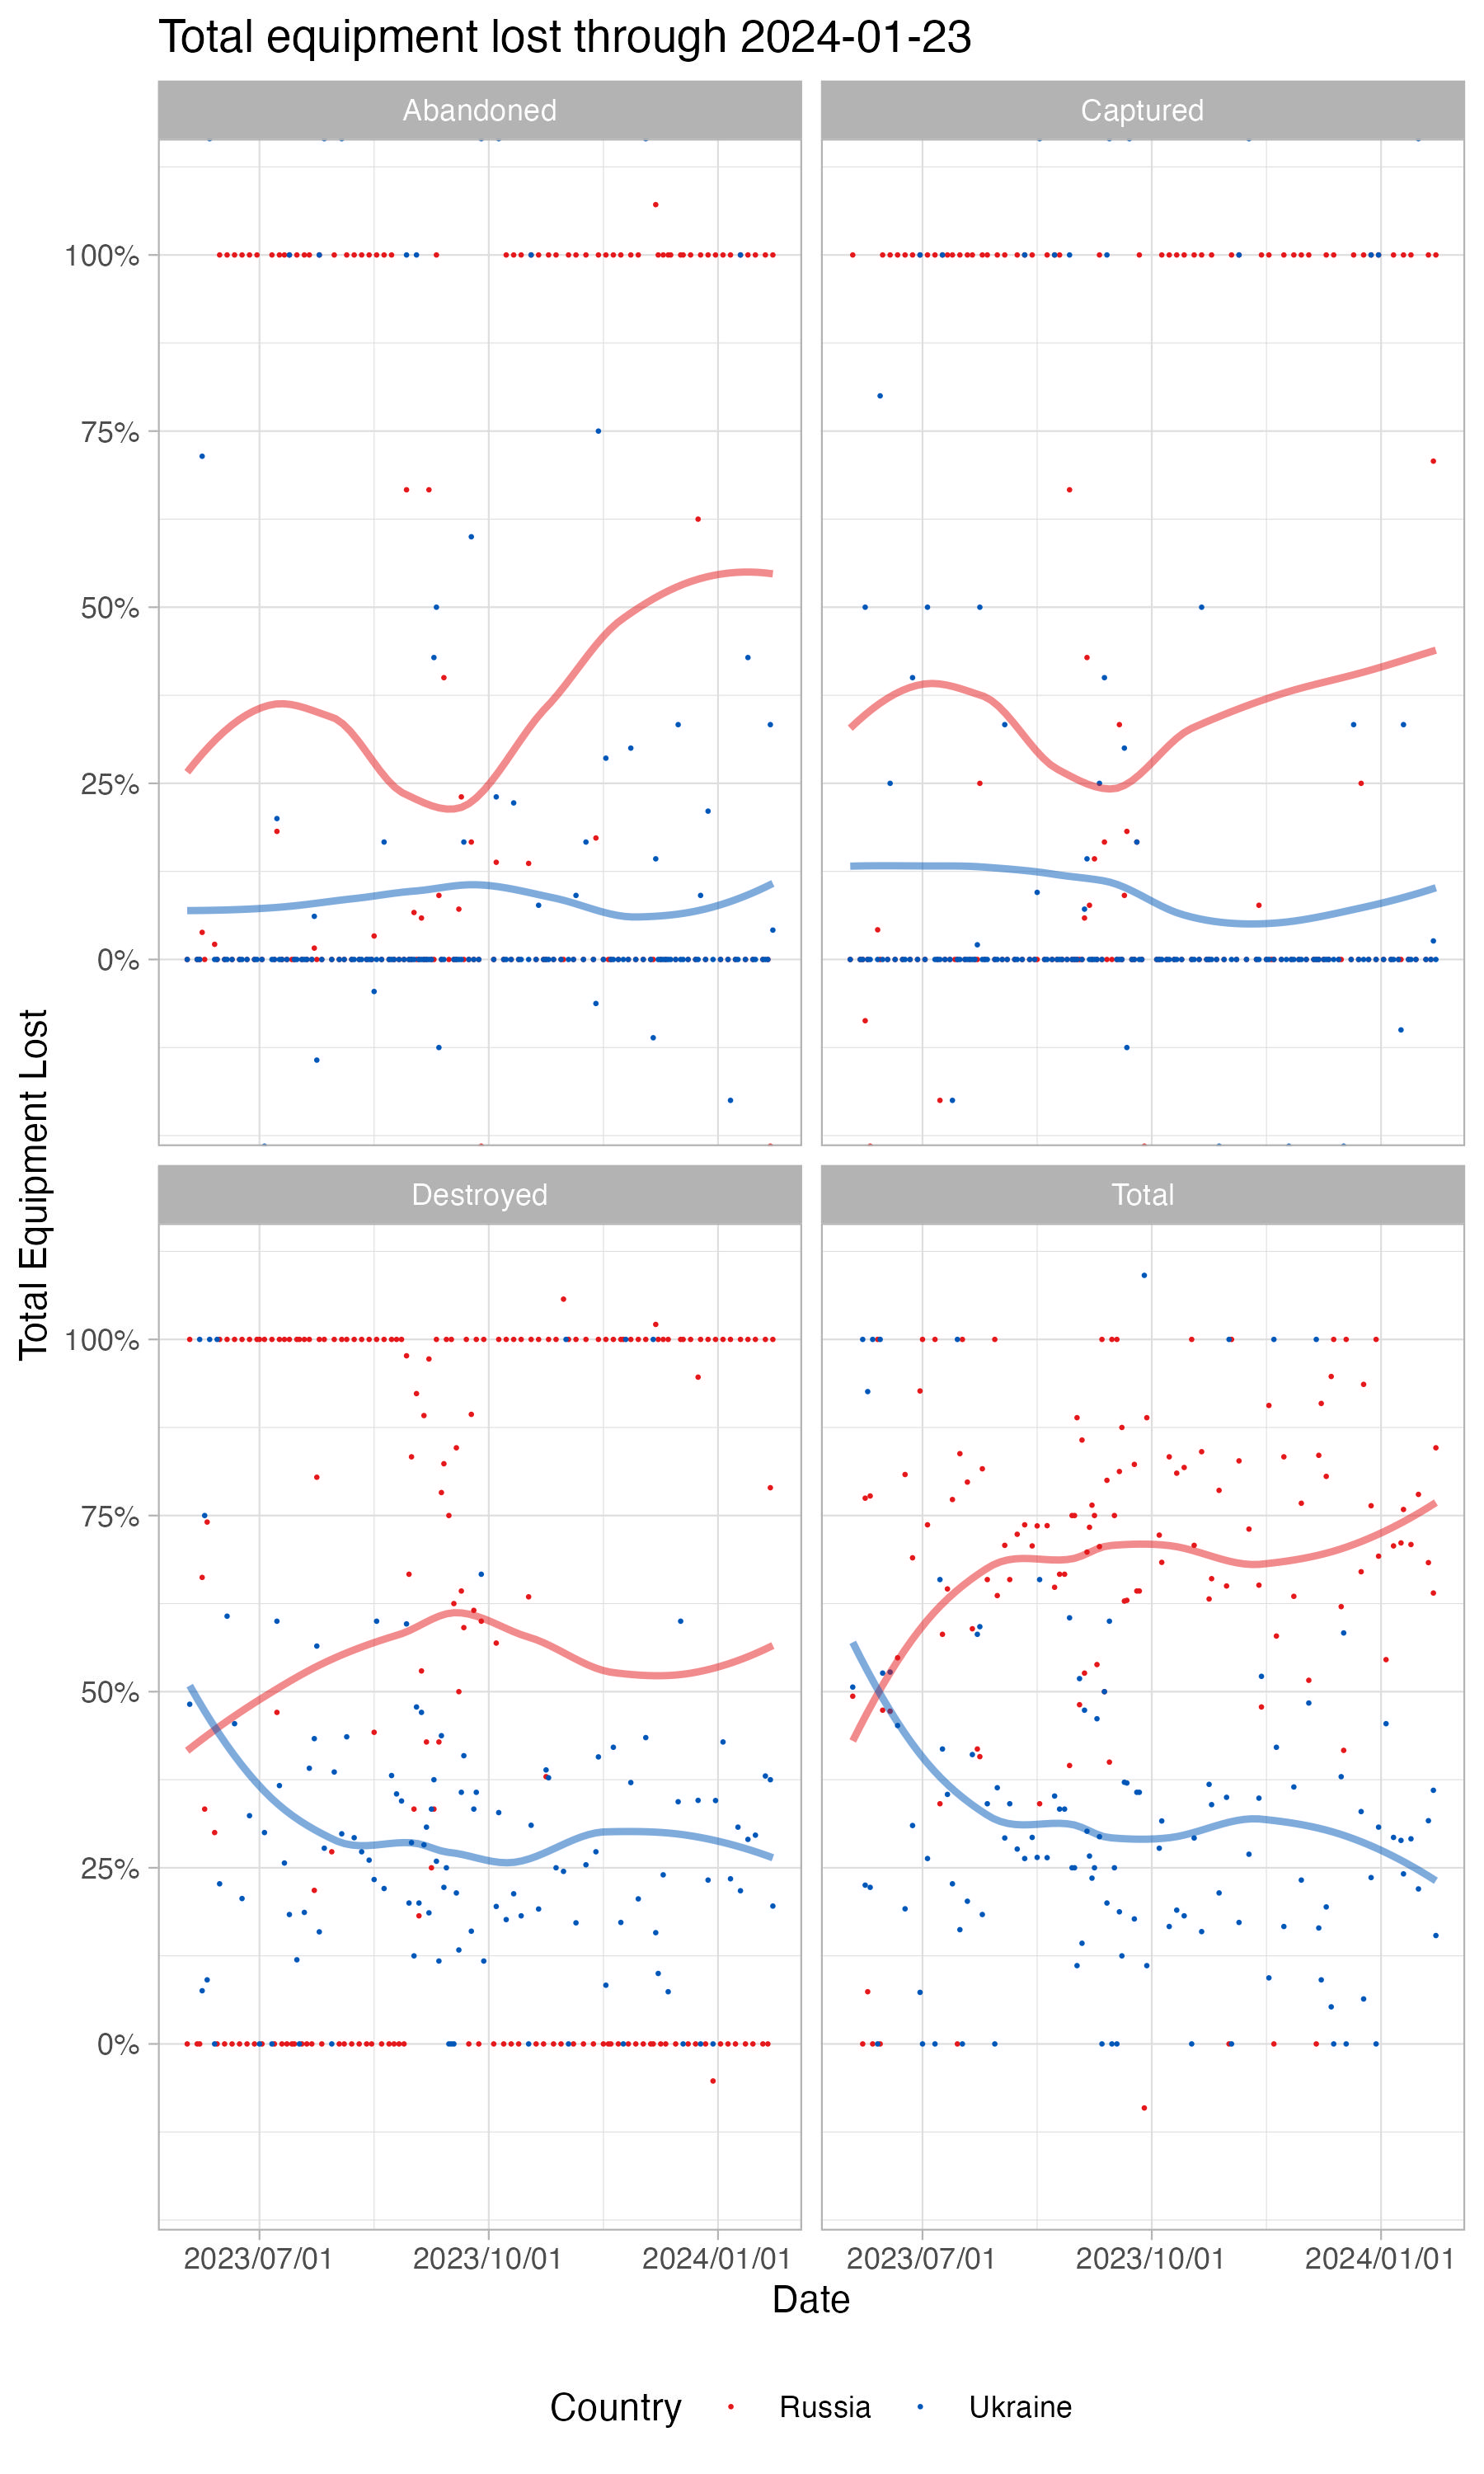 Total equipment lost through 2024-01-23
Abandoned
Captured
100%
75%
50%
25%
0%
Total Equipment Lost
Destroyed
Total
100%
75%
50%
25%
0%
2023/07/01
2023/10/01
2024/01/01
2023/07/01
2023/10/01
2024/01/01
Date
Country
Russia
Ukraine